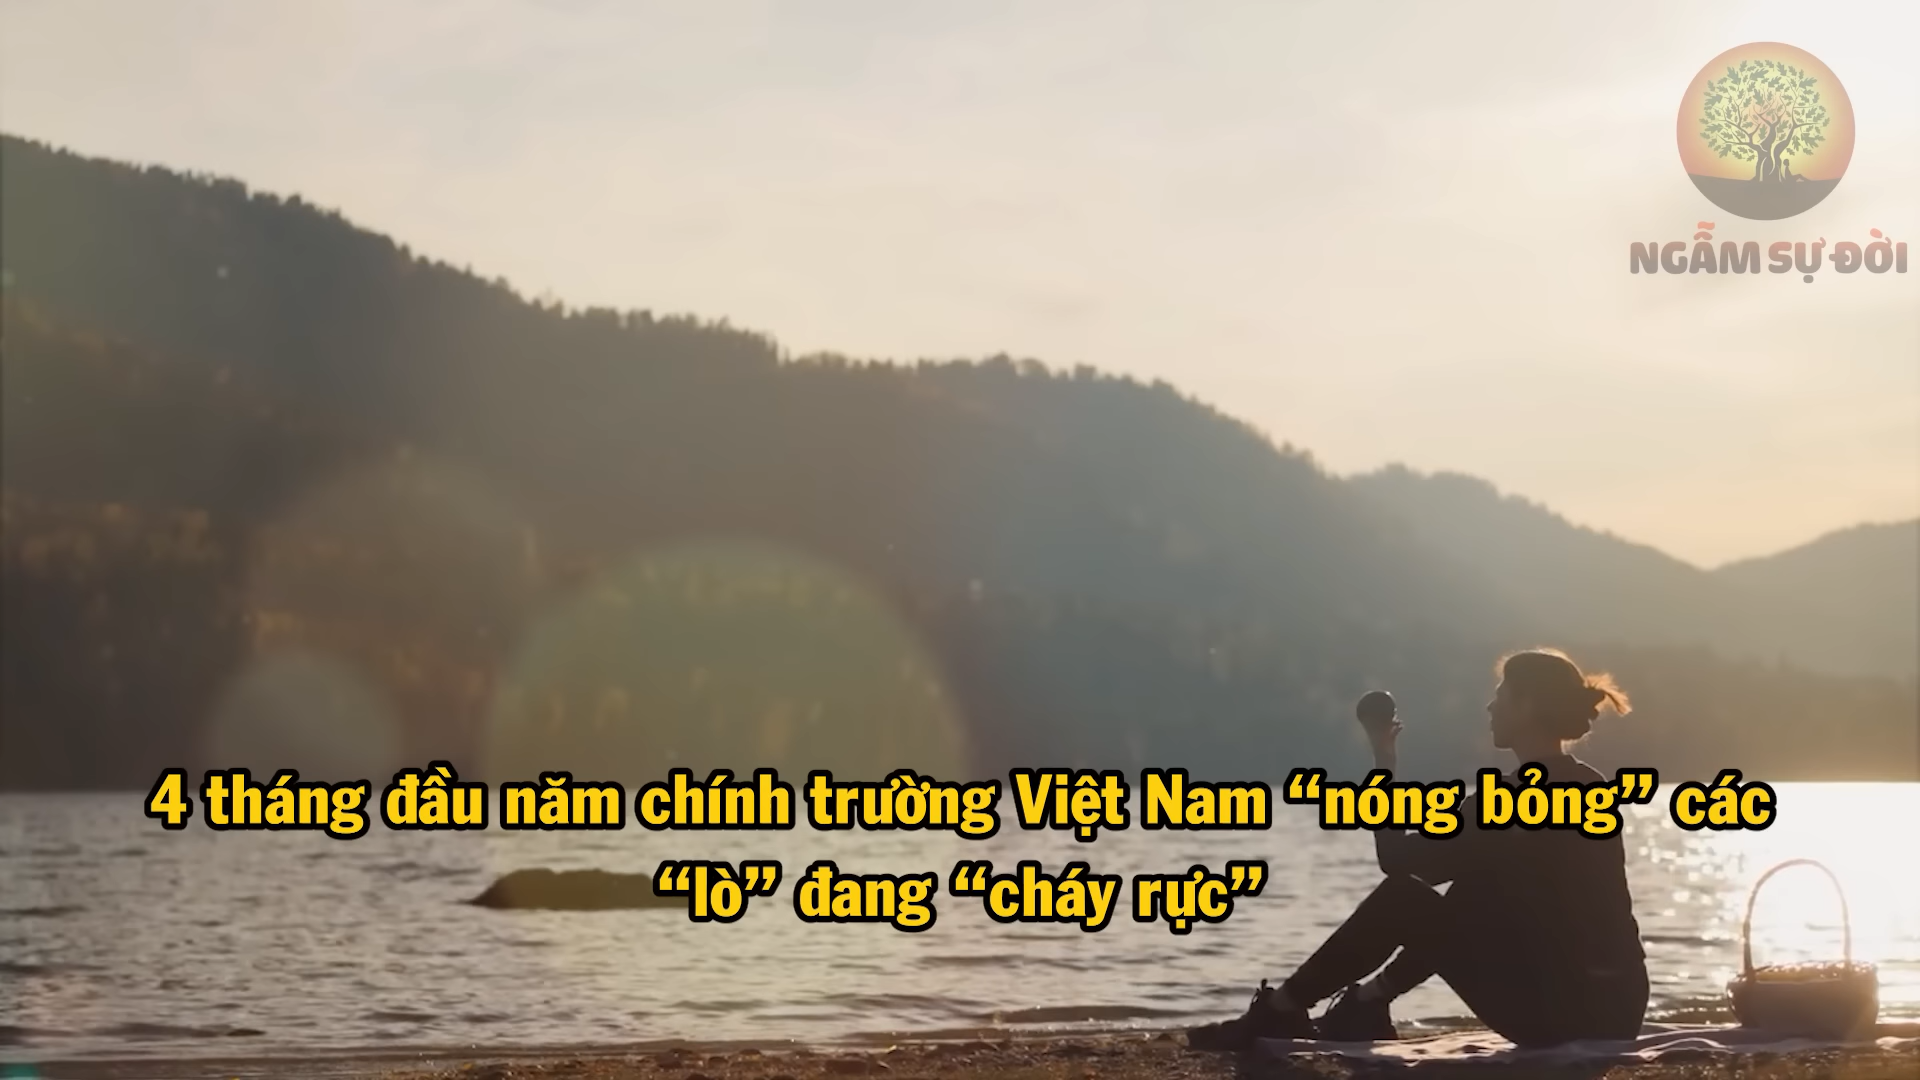 NGẪM SỰ ĐỜI
4 tháng đầu năm chính trường Việt Nam “nóng bỏng” các
“lò” đang “cháy rực”